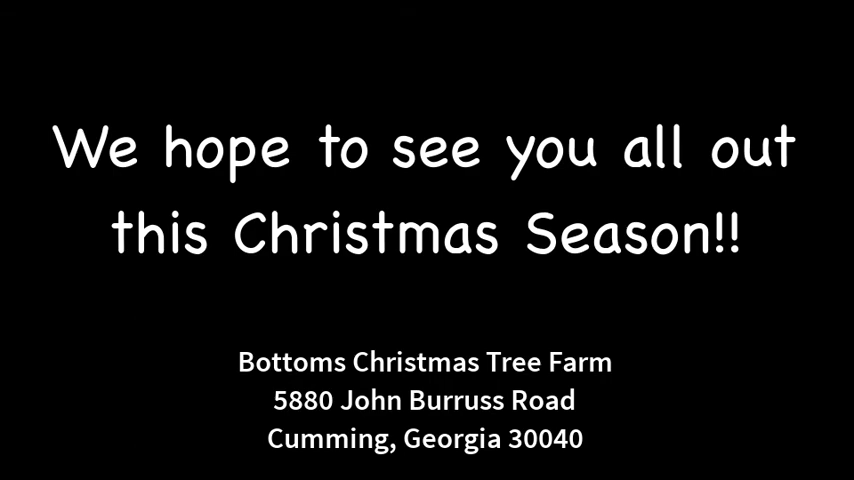 We hope to see you all out
this Christmas Season!!
Bottoms Christmas Tree Farm
5880 John Burruss Road
Cumming, Georgia 30040